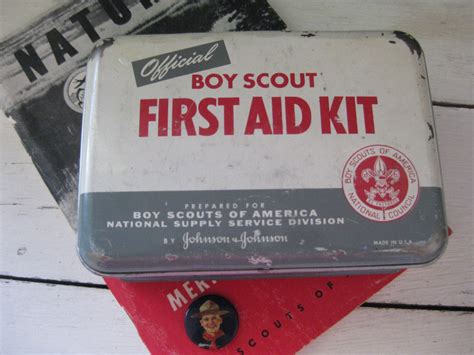 NATUR
Official
BOY SCOUT
FIRST AID KIT
BOY SCOUTS OF AMERICA
NATIONAL COUNCIL
PREPARED FOR
BOY SCOUTS OF AMERICA
NATIONAL SUPPLY SERVICE DIVISION
BY Johnson & Johnson
MADE IN U.S.A.
MER
SCOUTS OF